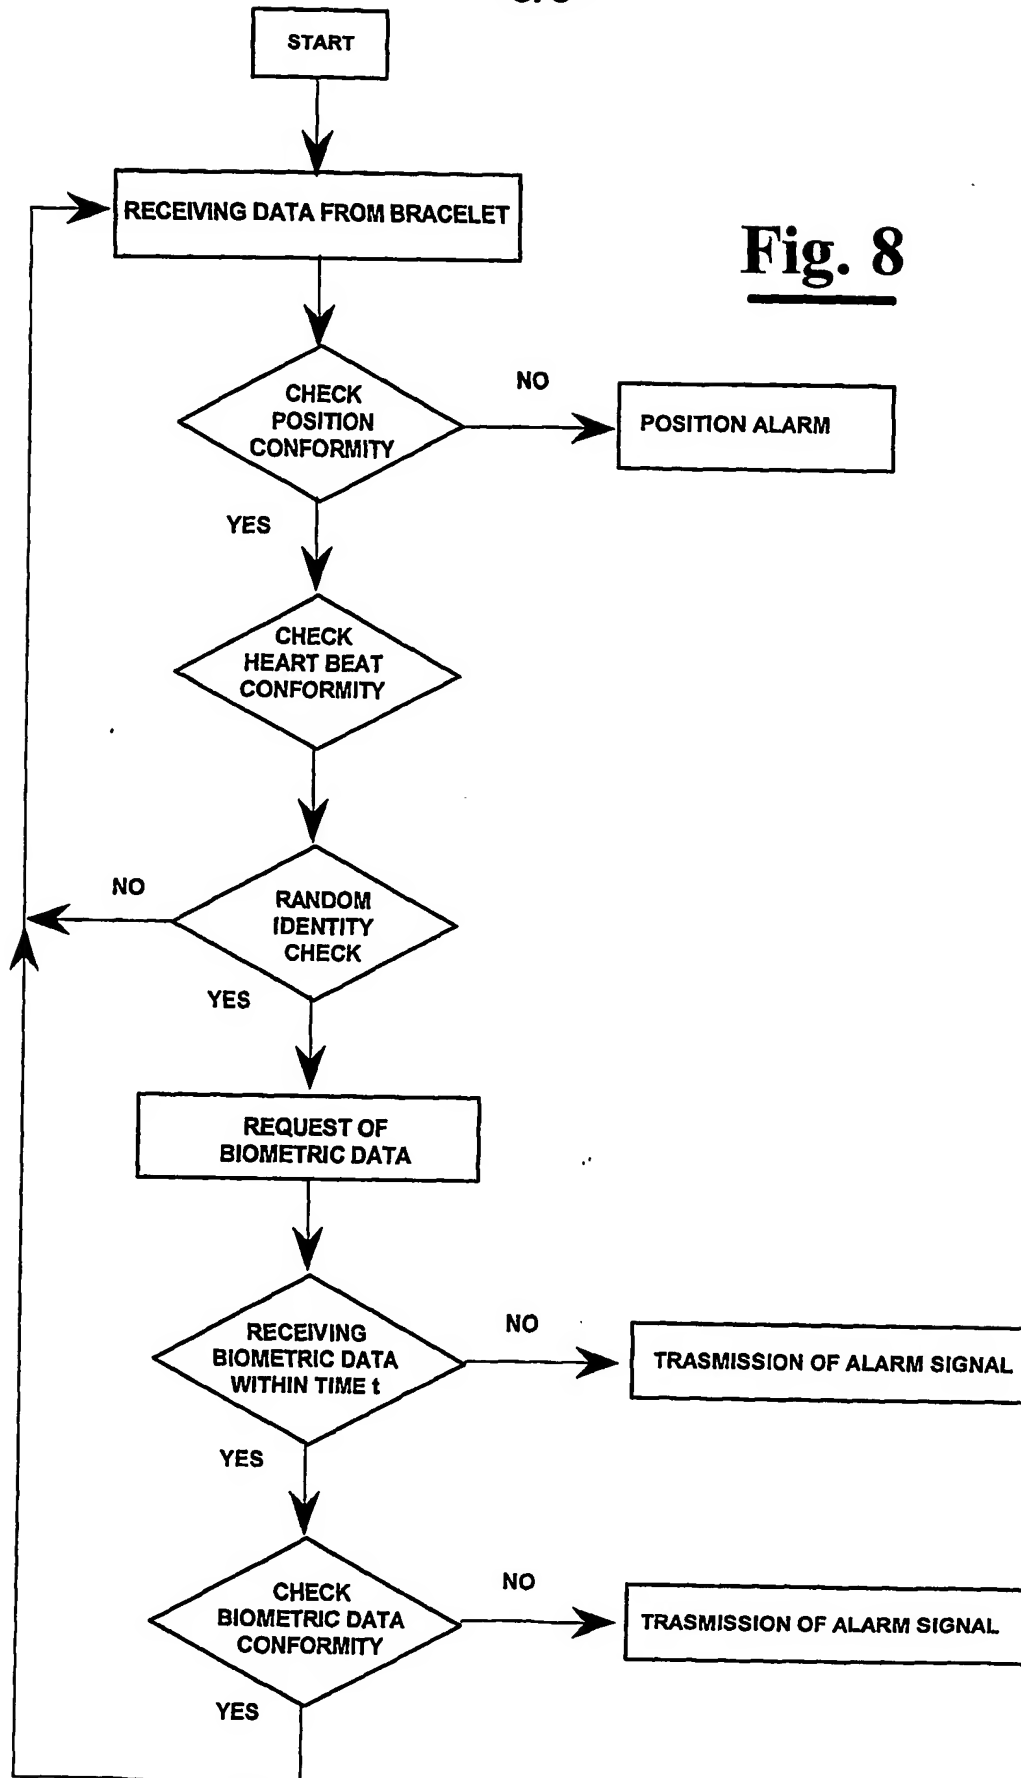 START
RECEIVING DATA FROM BRACELET
Fig. 8
CHECK
POSITION
CONFORMITY
NO
POSITION ALARM
YES
CHECK
HEART BEAT
CONFORMITY
NO
RANDOM
IDENTITY
CHECK
YES
REQUEST OF
BIOMETRIC DATA
RECEIVING
BIOMETRIC DATA
WITHIN TIME t
NO
TRASMISSION OF ALARM SIGNAL
YES
CHECK
BIOMETRIC DATA
CONFORMITY
NO
TRASMISSION OF ALARM SIGNAL
YES